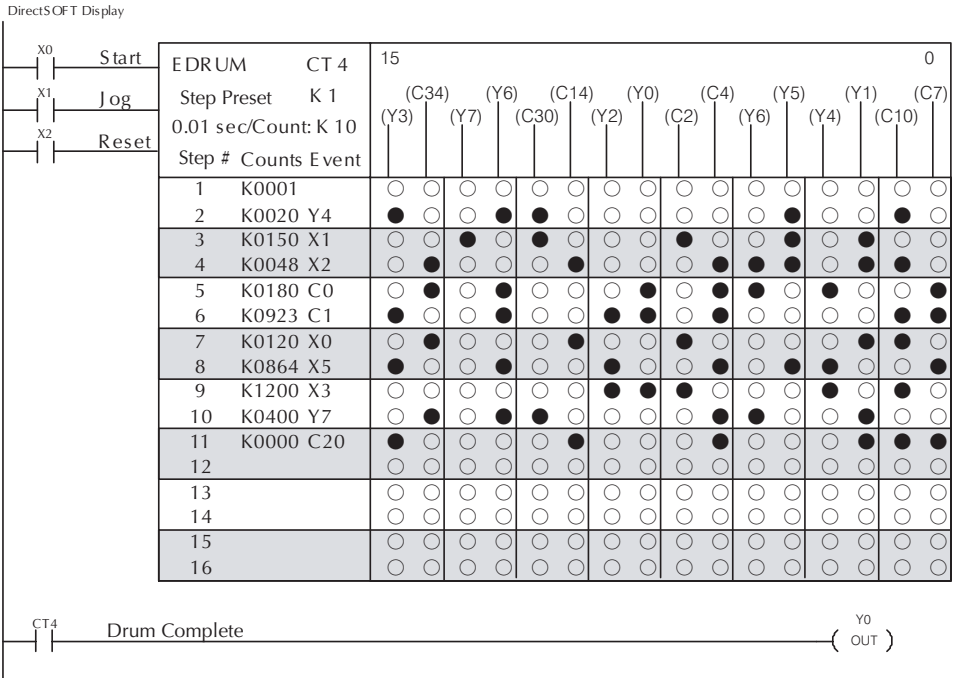 DirectSOFT Display
X0 Start
X1 Jog
X2 Reset
EDRUM CT 4
Step Preset K 1
0.01 sec/Count: K 10
Step # Counts Event
15 0
(C34) (Y6) (C14) (Y0) (C4) (Y5) (Y1) (C7)
(Y3) (Y7) (C30) (Y2) (C2) (Y6) (Y4) (C10)
1 K0001
2 K0020 Y4
3 K0150 X1
4 K0048 X2
5 K0180 C0
6 K0923 C1
7 K0120 X0
8 K0864 X5
9 K1200 X3
10 K0400 Y7
11 K0000 C20
12
13
14
15
16
CT4 Drum Complete Y0
OUT